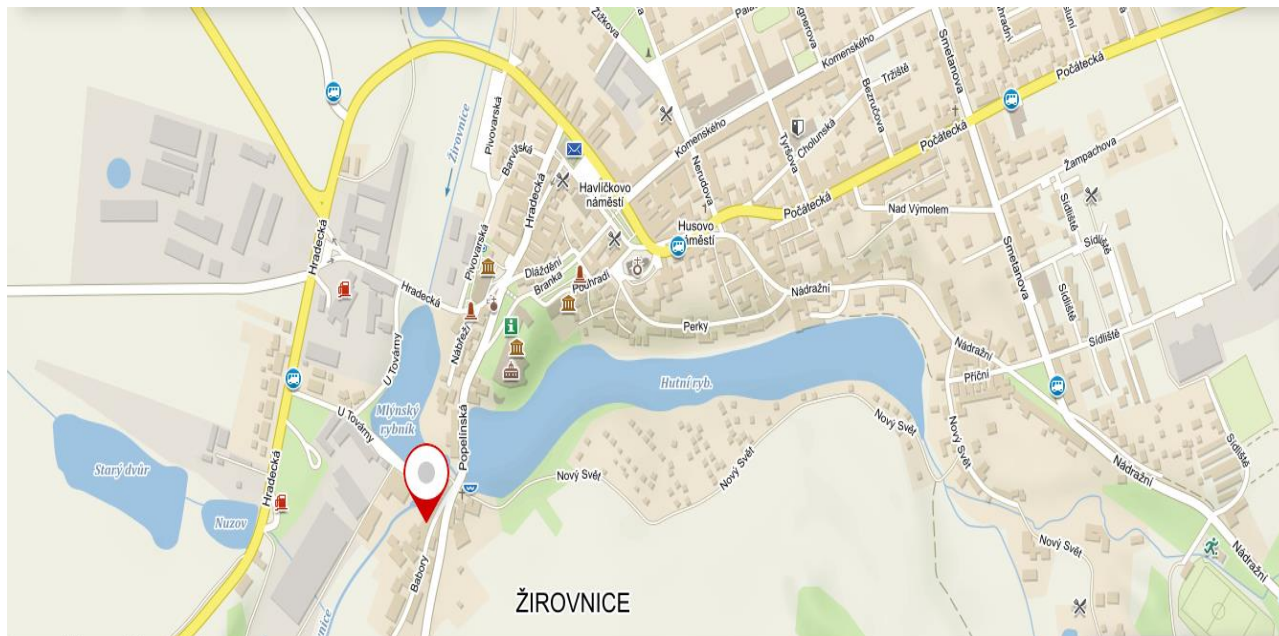 Žižkova
Komenského
Tržiště
Smetanova
Počátecká
Žirovnice
Pivovarská
Barvířská
Hradecká
Komenského
Nerudova
Tyršova
Cholunská
Bezručova
Počátecká
Žampachova
Havlíčkovo
náměstí
Husovo
náměstí
Počátecká
Nad Výmolem
Sídliště
Sídliště
Smetanova
Hradecká
Pivovarská
Dláždění
Branka
Pouhradí
Hradecká
Nádražní
Perky
Sídliště
Sídliště
Nábřeží
U Továrny
Nádražní
Příční
Hutní ryb.
Mlýnský
rybník
U Továrny
Popelínská
Nový Svět
Nový Svět
Nový Svět
Nový Svět
Sídliště
Starý dvůr
Hradecká
Nuzov
Nádražní
Nový Svět
Nádražní
Babory
ŽIROVNICE